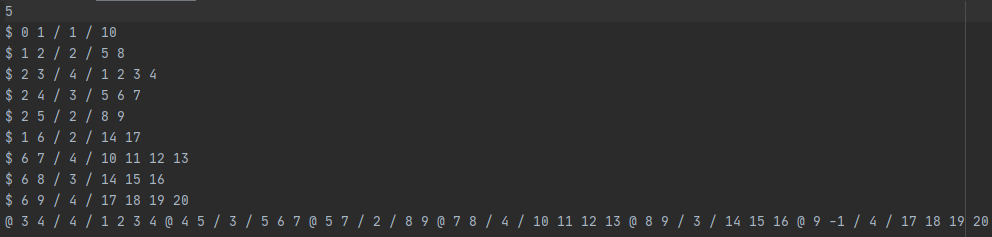 5
$ 0 1 / 1 / 10
$ 1 2 / 2 / 5 8
$ 2 3 / 4 / 1 2 3 4
$ 2 4 / 3 / 5 6 7
$ 2 5 / 2 / 8 9
$ 1 6 / 2 / 14 17
$ 6 7 / 4 / 10 11 12 13
$ 6 8 / 3 / 14 15 16
$ 6 9 / 4 / 17 18 19 20
@ 3 4 / 4 / 1 2 3 4 @ 4 5 / 3 / 5 6 7 @ 5 7 / 2 / 8 9 @ 7 8 / 4 / 10 11 12 13 @ 8 9 / 3 / 14 15 16 @ 9 -1 / 4 / 17 18 19 20